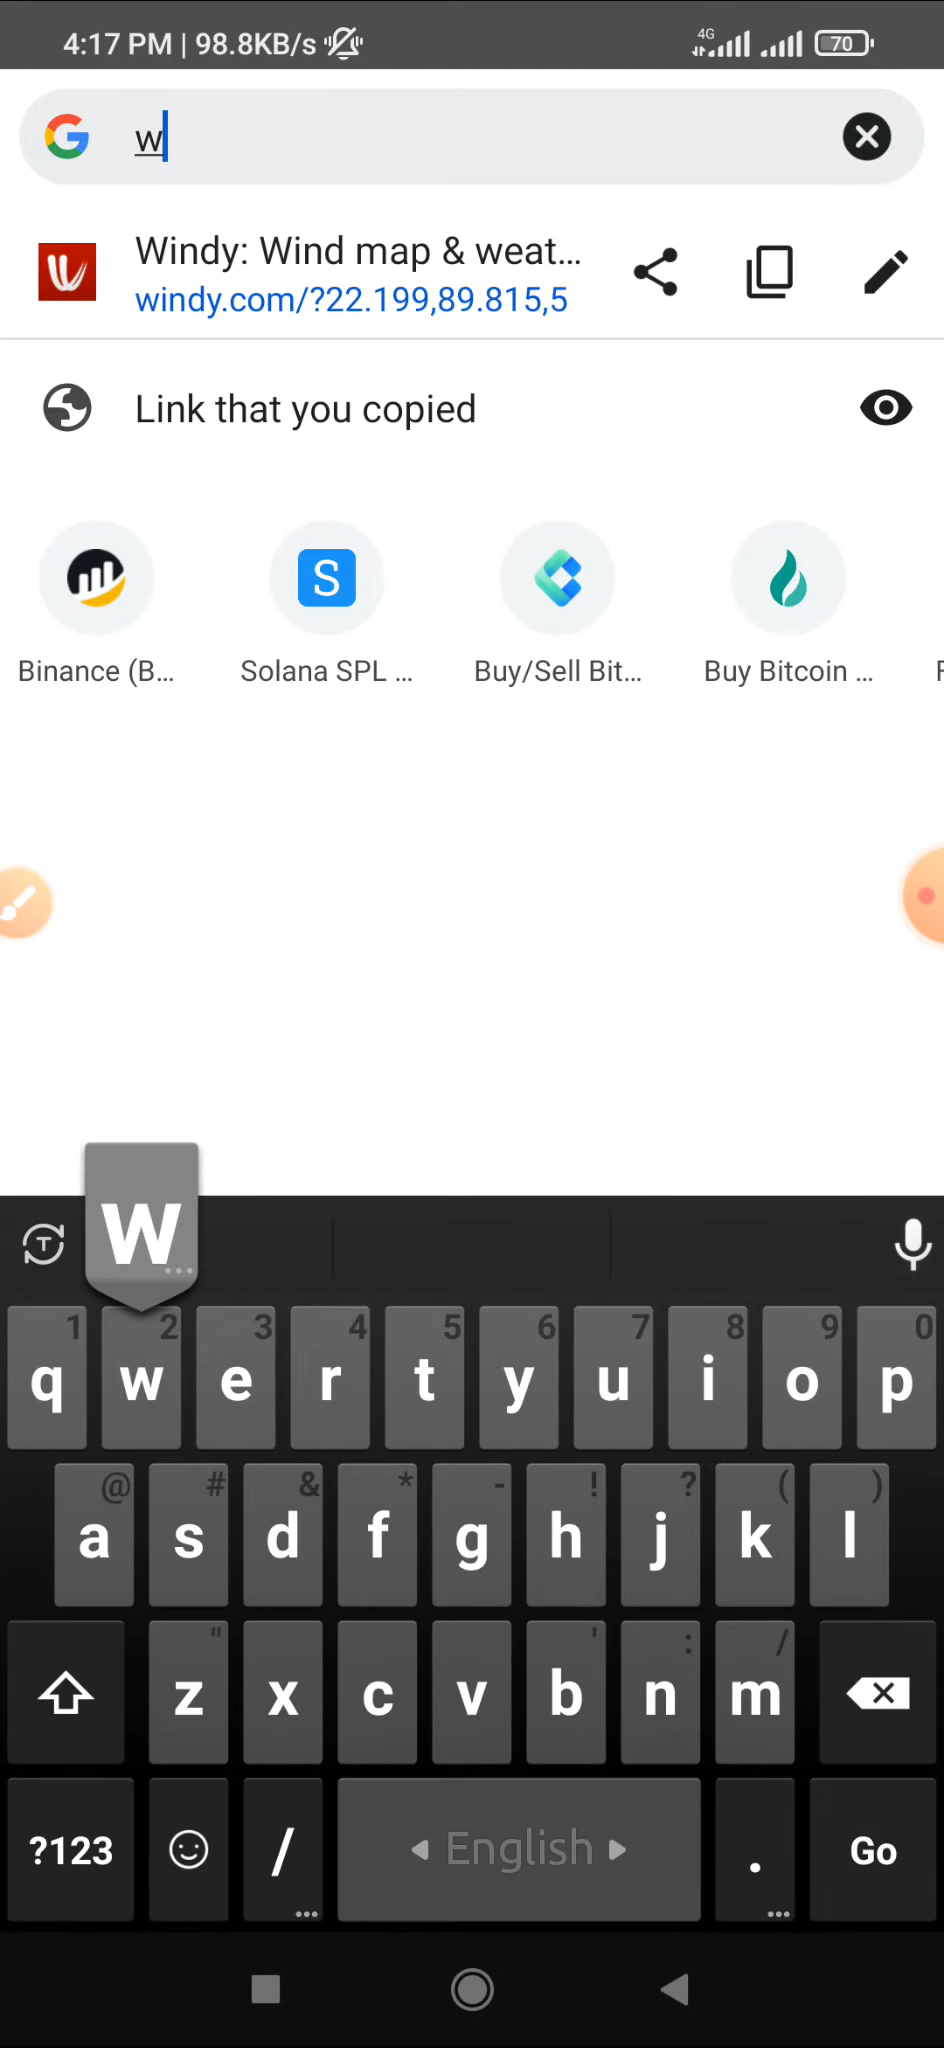 4:17 PM | 98.8KB/s 4G 70
w
Windy: Wind map & weat...
windy.com/?22.199,89.815,5
Link that you copied
S
Binance (B... Solana SPL ... Buy/Sell Bit... Buy Bitcoin ... F
W
1 2 3 4 5 6 7 8 9 0
q w e r t y u i o p
@ # & * - ! ? ( )
a s d f g h j k l
" ' : /
z x c v b n m
?123 / English . Go